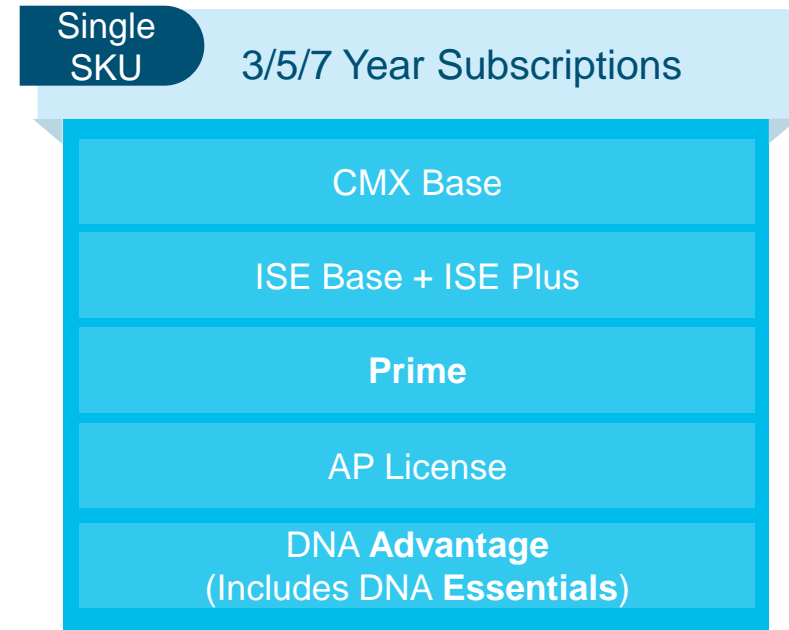 Single
SKU
3/5/7 Year Subscriptions
CMX Base
ISE Base + ISE Plus
Prime
AP License
DNA Advantage
(Includes DNA Essentials)